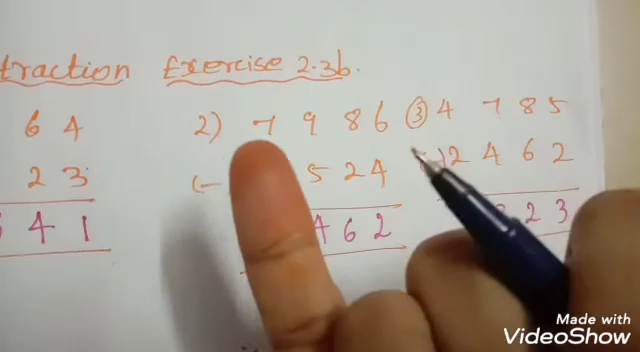 traction Exercise 2.3b.
6 4 2) 7 9 8 6 ③ 4 7 8 5
2 3 (- 5 2 4 2 4 6 2
4 1 4 6 2 2 3
Made with
VideoShow